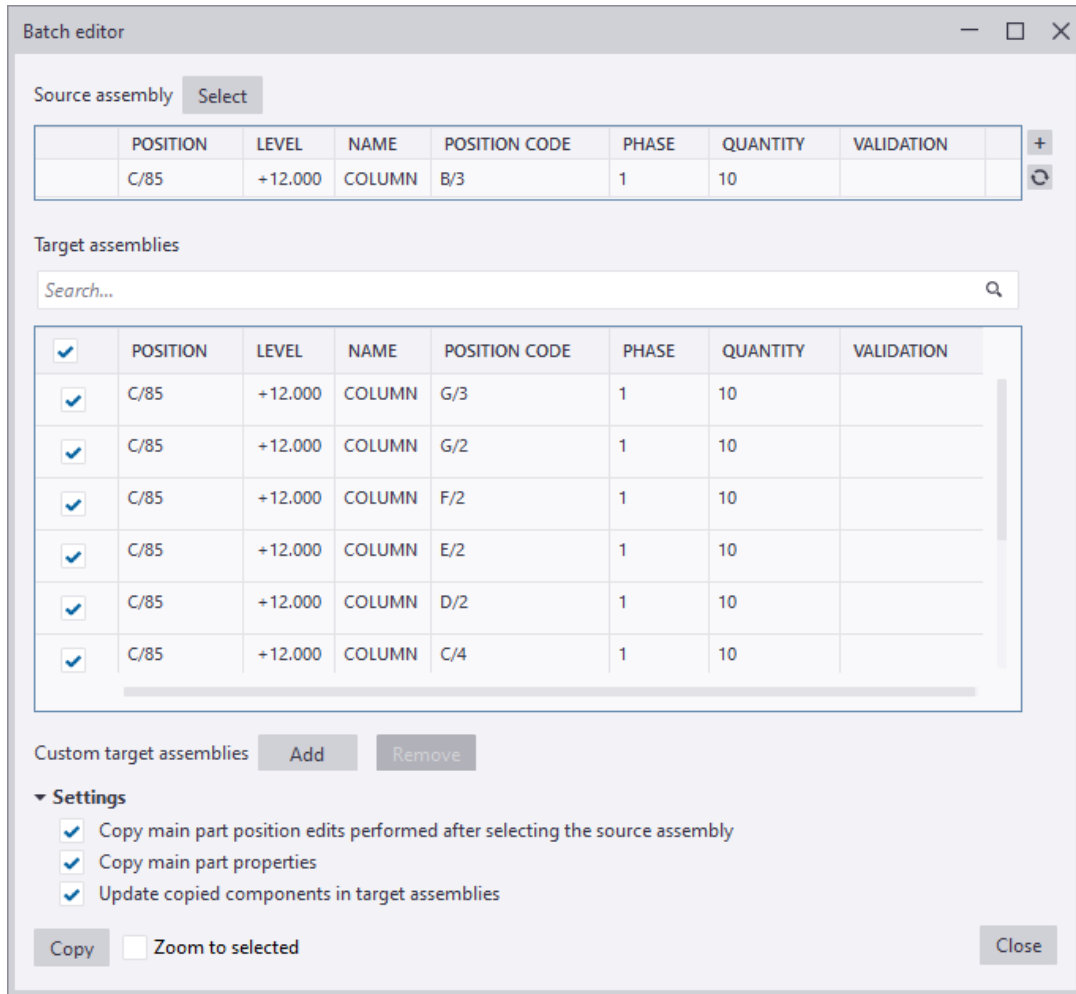 Batch editor
Source assembly Select
POSITION LEVEL NAME POSITION CODE PHASE QUANTITY VALIDATION
C/85 +12.000 COLUMN B/3 1 10
Target assemblies
Search...
POSITION LEVEL NAME POSITION CODE PHASE QUANTITY VALIDATION
C/85 +12.000 COLUMN G/3 1 10
C/85 +12.000 COLUMN G/2 1 10
C/85 +12.000 COLUMN F/2 1 10
C/85 +12.000 COLUMN E/2 1 10
C/85 +12.000 COLUMN D/2 1 10
C/85 +12.000 COLUMN C/4 1 10
Custom target assemblies Add Remove
Settings
Copy main part position edits performed after selecting the source assembly
Copy main part properties
Update copied components in target assemblies
Copy Zoom to selected Close